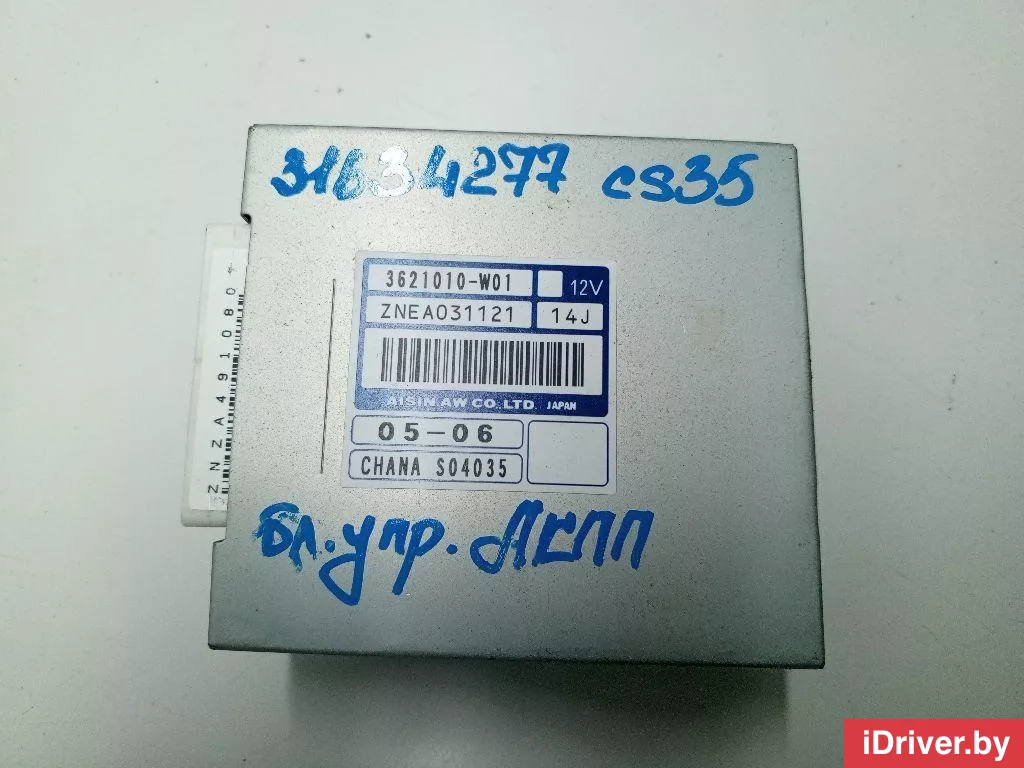 31634277 cs35
3621010-W01
12V
ZNEA031121
14J
AISIN AW CO., LTD. JAPAN
05-06
CHANA S04035
NNZA491080
Бл.упр. АКПП
iDriver.by